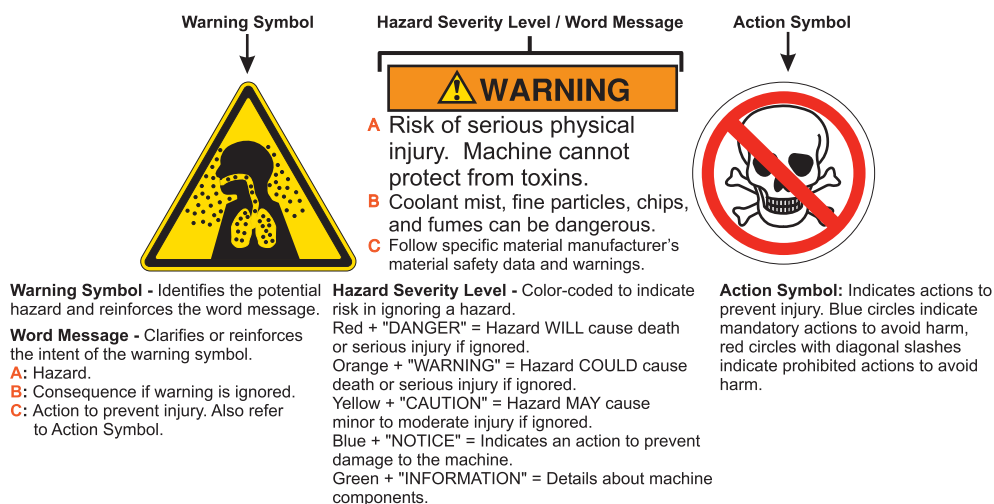 Warning Symbol
Hazard Severity Level / Word Message
Action Symbol
WARNING
A Risk of serious physical
injury. Machine cannot
protect from toxins.
B Coolant mist, fine particles, chips,
and fumes can be dangerous.
C Follow specific material manufacturer's
material safety data and warnings.
Warning Symbol - Identifies the potential
hazard and reinforces the word message.
Word Message - Clarifies or reinforces
the intent of the warning symbol.
A: Hazard.
B: Consequence if warning is ignored.
C: Action to prevent injury. Also refer
to Action Symbol.
Hazard Severity Level - Color-coded to indicate
risk in ignoring a hazard.
Red + "DANGER" = Hazard WILL cause death
or serious injury if ignored.
Orange + "WARNING" = Hazard COULD cause
death or serious injury if ignored.
Yellow + "CAUTION" = Hazard MAY cause
minor to moderate injury if ignored.
Blue + "NOTICE" = Indicates an action to prevent
damage to the machine.
Green + "INFORMATION" = Details about machine
components.
Action Symbol: Indicates actions to
prevent injury. Blue circles indicate
mandatory actions to avoid harm,
red circles with diagonal slashes
indicate prohibited actions to avoid
harm.